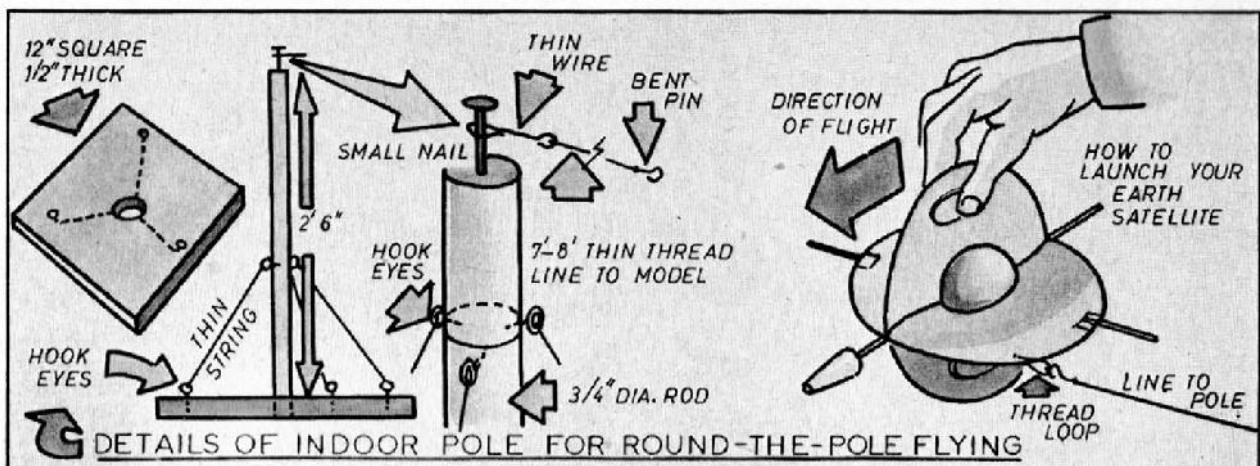 12" SQUARE
1/2" THICK
THIN
WIRE
BENT
PIN
SMALL NAIL
2' 6"
HOOK
EYES
7'-8' THIN THREAD
LINE TO MODEL
THIN
STRING
HOOK
EYES
3/4" DIA. ROD
DIRECTION
OF FLIGHT
HOW TO
LAUNCH YOUR
EARTH
SATELLITE
LINE TO
POLE
THREAD
LOOP
DETAILS OF INDOOR POLE FOR ROUND-THE-POLE FLYING